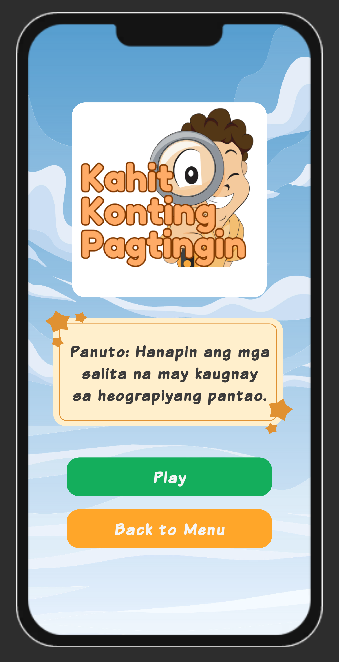 Kahit
Konting
Pagtingin
Panuto: Hanapin ang mga
salita na may kaugnay
sa heograpiyang pantao.
Play
Back to Menu